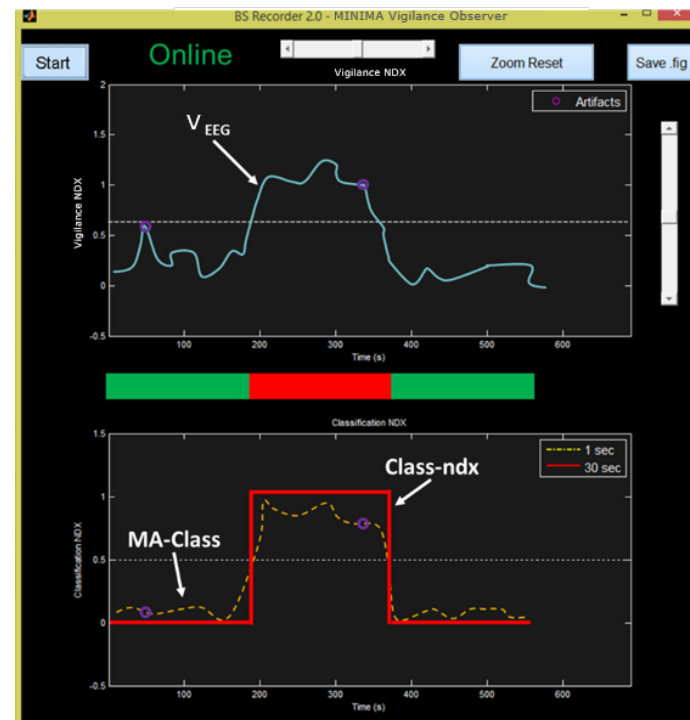 BS Recorder 2.0 - MINIMA Vigilance Observer
Start
Online
Vigilance NDX
Zoom Reset
Save .fig
Artifacts
V EEG
Vigilance NDX
2
1.5
1
0.5
0
-0.5
100 200 300 400 500 600
Time (s)
Classification NDX
1 sec
30 sec
Class-ndx
MA-Class
Classification NDX
1.5
1
0.5
0
-0.5
100 200 300 400 500 600
Time (s)